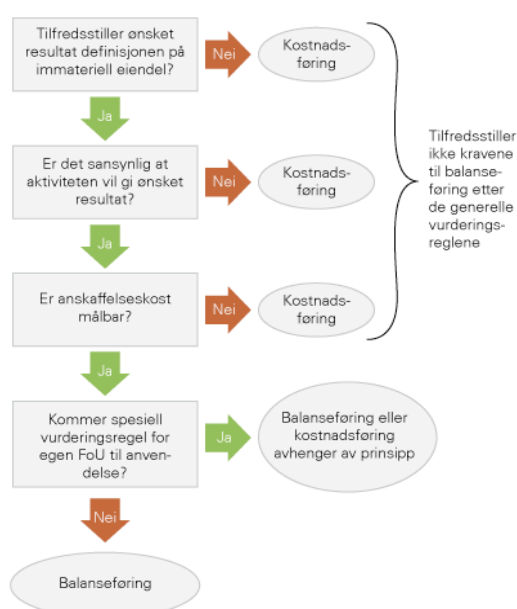 Tilfredsstiller ønsket
resultat definisjonen på
immateriell eiendel?
Nei
Kostnads-
føring
Ja
Er det sansynlig at
aktiviteten vil gi ønsket
resultat?
Nei
Kostnads-
føring
Tilfredsstiller
ikke kravene
til balanse-
føring etter
de generelle
vurderings-
reglene
Ja
Er anskaffelseskost
målbar?
Nei
Kostnads-
føring
Ja
Kommer spesiell
vurderingsregel for
egen FoU til anven-
delse?
Ja
Balanseføring eller
kostnadsføring
avhenger av prinsipp
Nei
Balanseføring